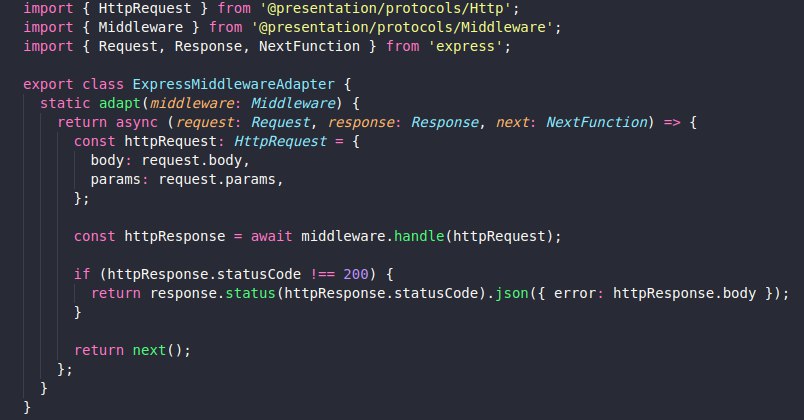 import { HttpRequest } from '@presentation/protocols/Http';
import { Middleware } from '@presentation/protocols/Middleware';
import { Request, Response, NextFunction } from 'express';

export class ExpressMiddlewareAdapter {
  static adapt(middleware: Middleware) {
    return async (request: Request, response: Response, next: NextFunction) => {
      const httpRequest: HttpRequest = {
        body: request.body,
        params: request.params,
      };

      const httpResponse = await middleware.handle(httpRequest);

      if (httpResponse.statusCode !== 200) {
        return response.status(httpResponse.statusCode).json({ error: httpResponse.body });
      }

      return next();
    };
  }
}